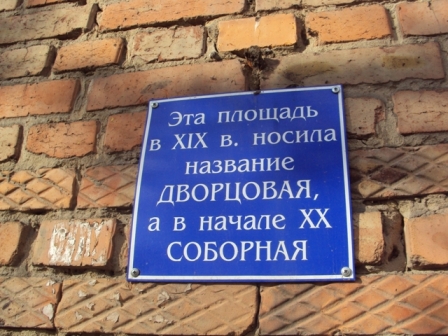 Эта площадь
в XIX в. носила
название
ДВОРЦОВАЯ,
а в начале XX
СОБОРНАЯ